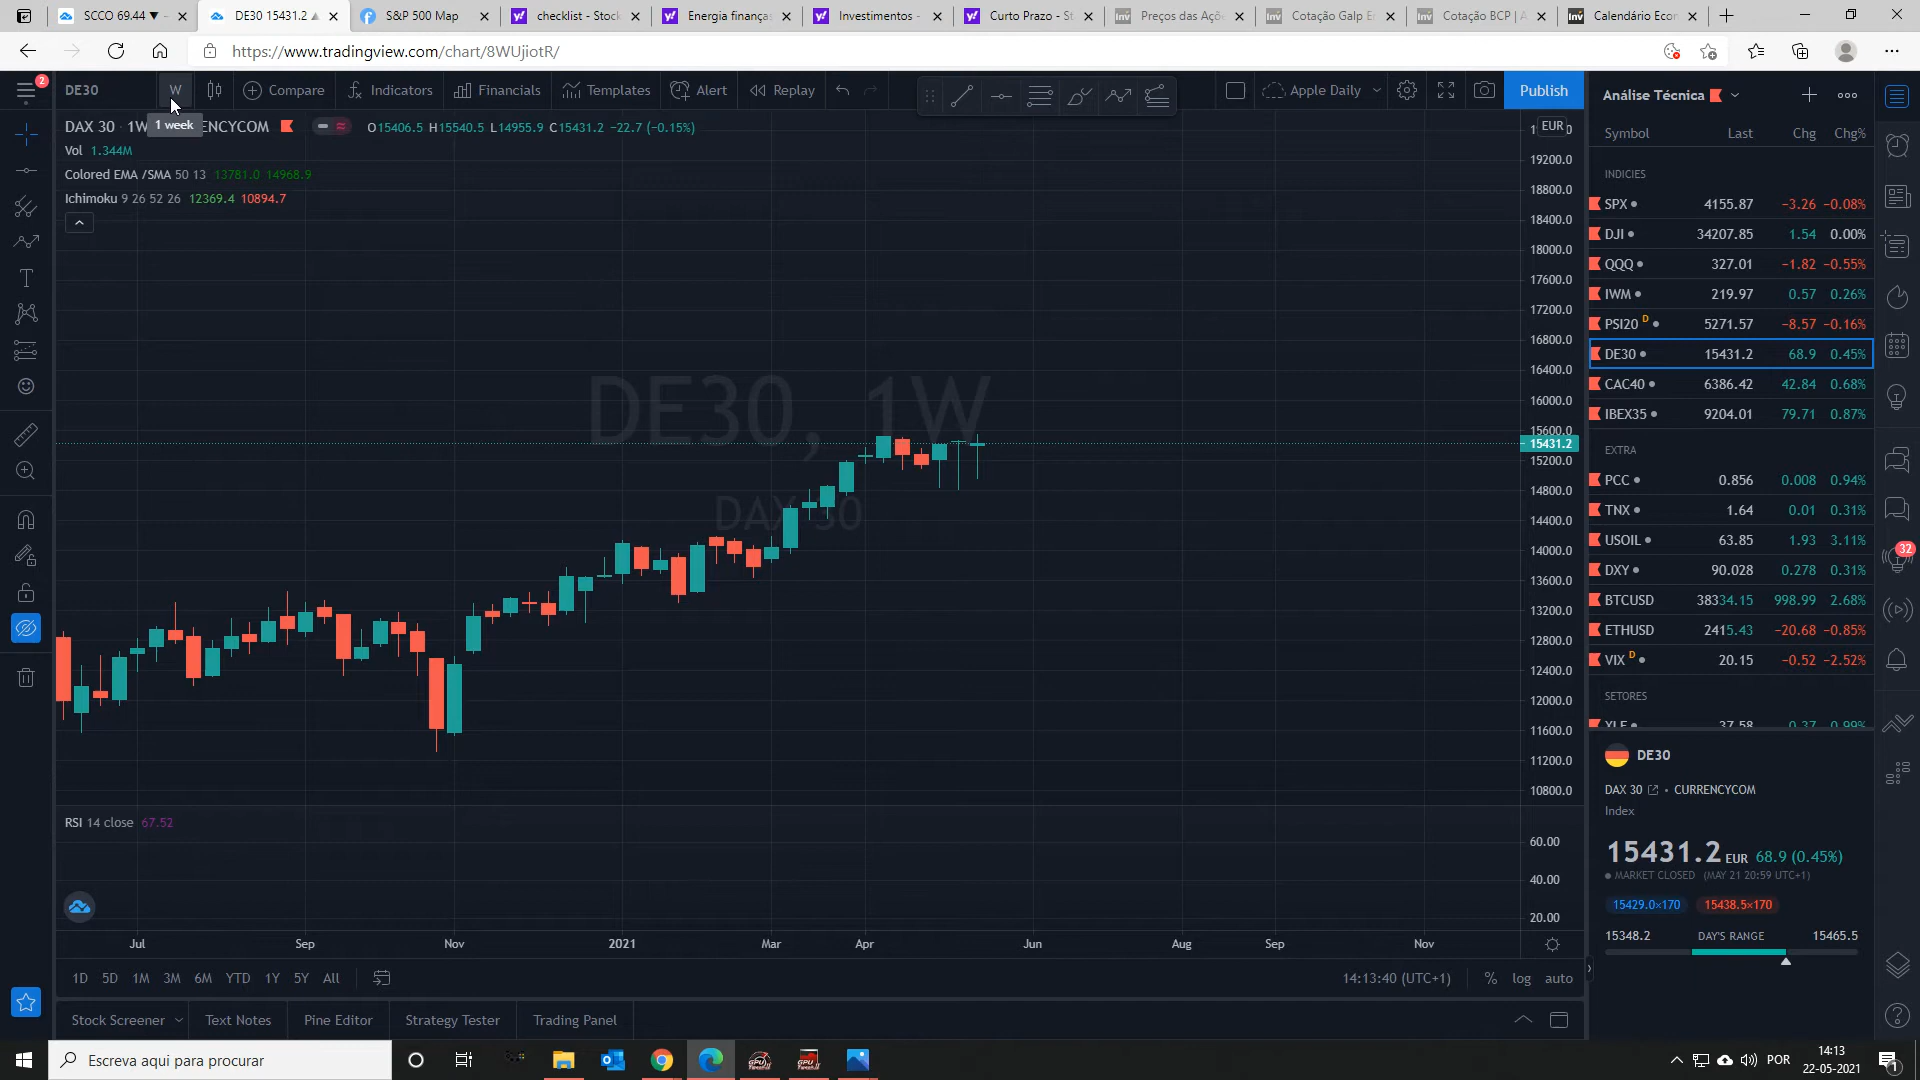 SCCO 69.44 ▼ -
DE30 15431.2 ▲
S&P 500 Map
checklist - Stock
Energia finanças
Investimentos -
Curto Prazo - St
Preços das Açõe
Cotação Galp E
Cotação BCP | A
Calendário Econ
https://www.tradingview.com/chart/8WUjiotR/
2
DE30
W
Compare
Indicators
Financials
Templates
Alert
Replay
Apple Daily
Publish
1 week
DAX 30 · 1W
ENCYCOM
O15406.5 H15540.5 L14955.9 C15431.2 −22.7 (−0.15%)
Vol 1.344M
Colored EMA /SMA 50 13 13781.0 14968.9
Ichimoku 9 26 52 26 12369.4 10894.7
DE30, 1W
DAX 30
EUR
19200.0
18800.0
18400.0
18000.0
17600.0
17200.0
16800.0
16400.0
16000.0
15600.0
15431.2
15200.0
14800.0
14400.0
14000.0
13600.0
13200.0
12800.0
12400.0
12000.0
11600.0
11200.0
10800.0
RSI 14 close 67.52
60.00
40.00
20.00
Jul Sep Nov 2021 Mar Apr Jun Aug Sep Nov
1D 5D 1M 3M 6M YTD 1Y 5Y All
14:13:40 (UTC+1) % log auto
Stock Screener
Text Notes
Pine Editor
Strategy Tester
Trading Panel
Análise Técnica
Symbol Last Chg Chg%
INDICIES
SPX 4155.87 −3.26 −0.08%
DJI 34207.85 1.54 0.00%
QQQ 327.01 −1.82 −0.55%
IWM 219.97 0.57 0.26%
PSI20 D 5271.57 −8.57 −0.16%
DE30 15431.2 68.9 0.45%
CAC40 6386.42 42.84 0.68%
IBEX35 9204.01 79.71 0.87%
EXTRA
PCC 0.856 0.008 0.94%
TNX 1.64 0.01 0.31%
USOIL 63.85 1.93 3.11%
DXY 90.028 0.278 0.31%
BTCUSD 38334.15 998.99 2.68%
ETHUSD 2415.43 −20.68 −0.85%
VIX D 20.15 −0.52 −2.52%
SETORES
XLE 37.58 0.37 0.99%
32
DE30
DAX 30 • CURRENCYCOM
Index
15431.2 EUR 68.9 (0.45%)
MARKET CLOSED (MAY 21 20:59 UTC+1)
15429.0×170 15438.5×170
15348.2 DAY'S RANGE 15465.5
Escreva aqui para procurar
POR
14:13
22-05-2021
1